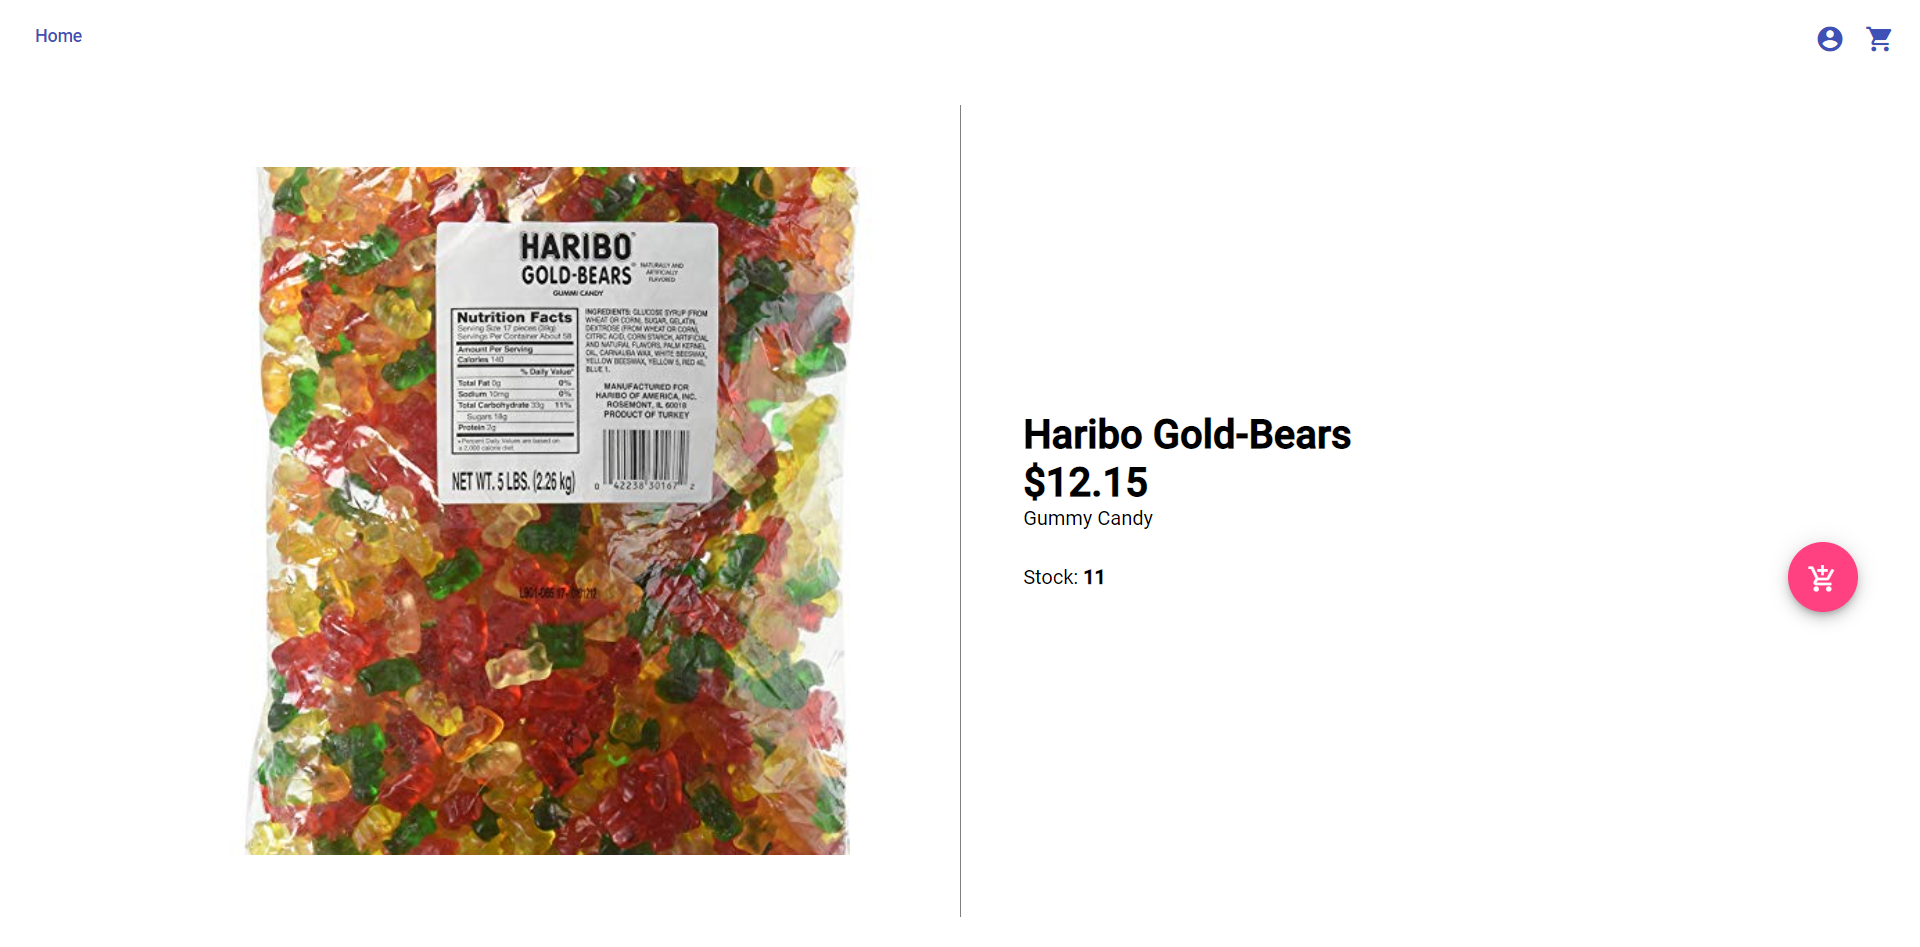 Home
HARIBO
GOLD-BEARS
NATURALLY AND
ARTIFICIALLY
FLAVORED
GUMMI CANDY
Nutrition Facts
Serving Size 17 pieces (39g)
Servings Per Container About 58
Amount Per Serving
Calories 140
% Daily Value*
Total Fat 0g 0%
Sodium 10mg 0%
Total Carbohydrate 33g 11%
Sugars 18g
Protein 2g
*Percent Daily Values are based on
a 2,000 calorie diet.
INGREDIENTS: GLUCOSE SYRUP (FROM
WHEAT OR CORN), SUGAR, GELATIN,
DEXTROSE (FROM WHEAT OR CORN),
CITRIC ACID, CORN STARCH, ARTIFICIAL
AND NATURAL FLAVORS, PALM KERNEL
OIL, CARNAUBA WAX, WHITE BEESWAX,
YELLOW BEESWAX, YELLOW 5, RED 40,
BLUE 1.
MANUFACTURED FOR
HARIBO OF AMERICA, INC.
ROSEMONT, IL 60018
PRODUCT OF TURKEY
NET WT. 5 LBS. (2.26 kg)
0 42238 30167 2
Haribo Gold-Bears
$12.15
Gummy Candy
Stock: 11